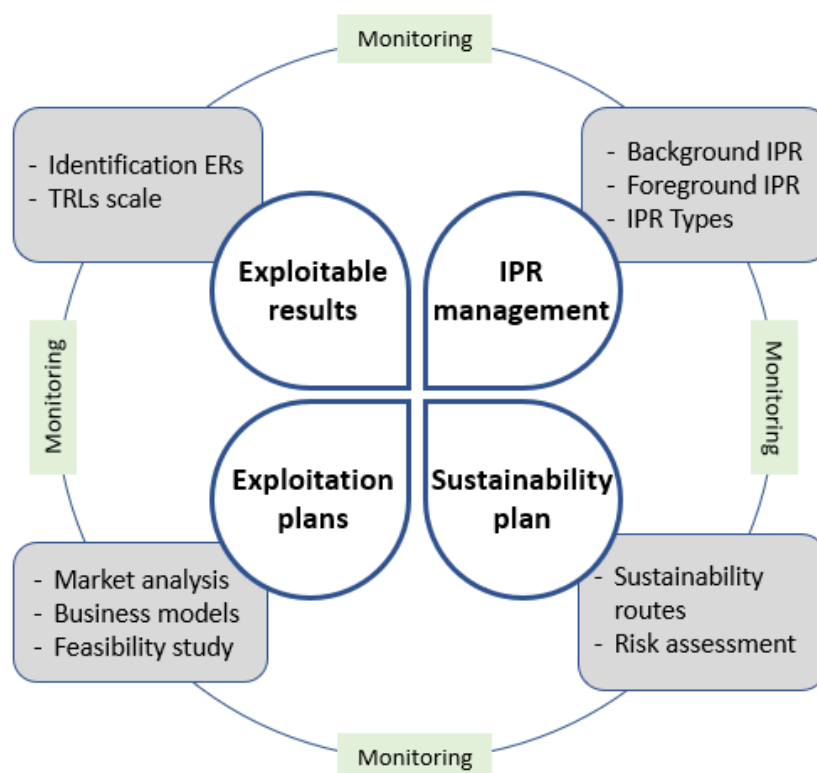 Monitoring
- Identification ERs
- TRLs scale
- Background IPR
- Foreground IPR
- IPR Types
Exploitable
results
IPR
management
Monitoring
Monitoring
Exploitation
plans
Sustainability
plan
- Market analysis
- Business models
- Feasibility study
- Sustainability
routes
- Risk assessment
Monitoring